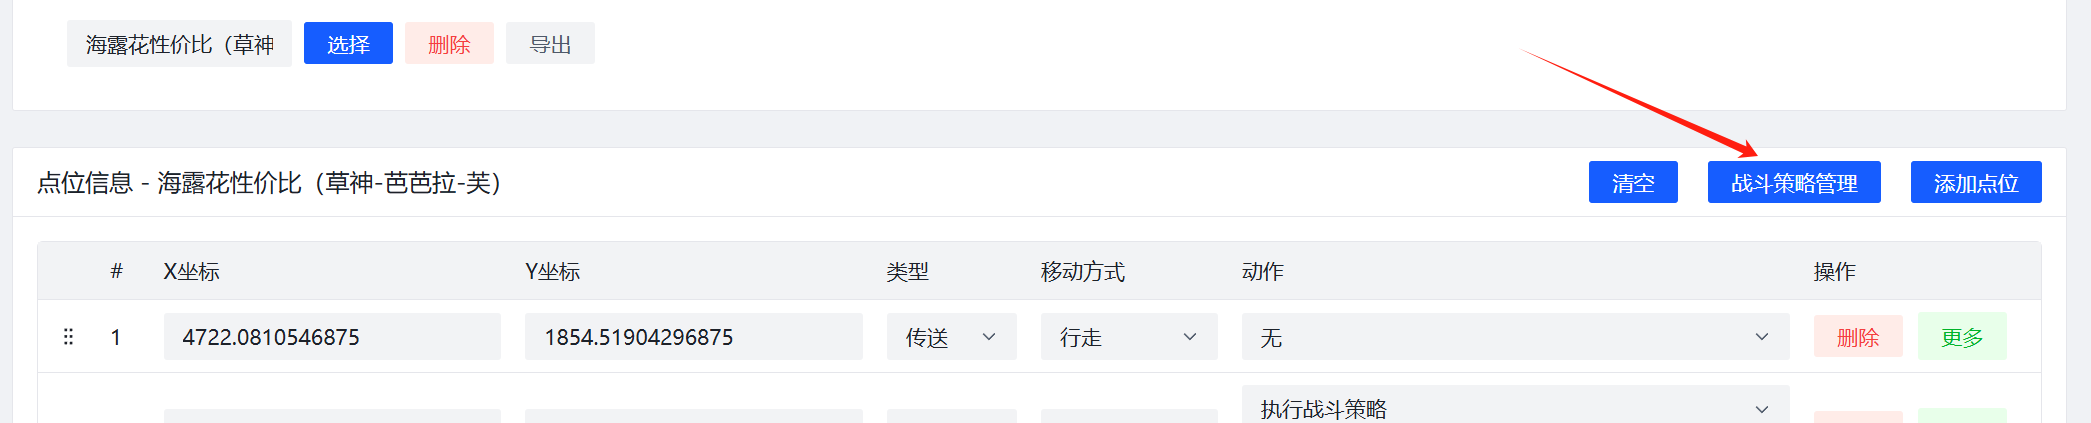 海露花性价比（草神 选择 删除 导出
点位信息 - 海露花性价比（草神-芭芭拉-芙） 清空 战斗策略管理 添加点位
# X坐标 Y坐标 类型 移动方式 动作 操作
1 4722.0810546875 1854.51904296875 传送 行走 无 删除 更多
执行战斗策略